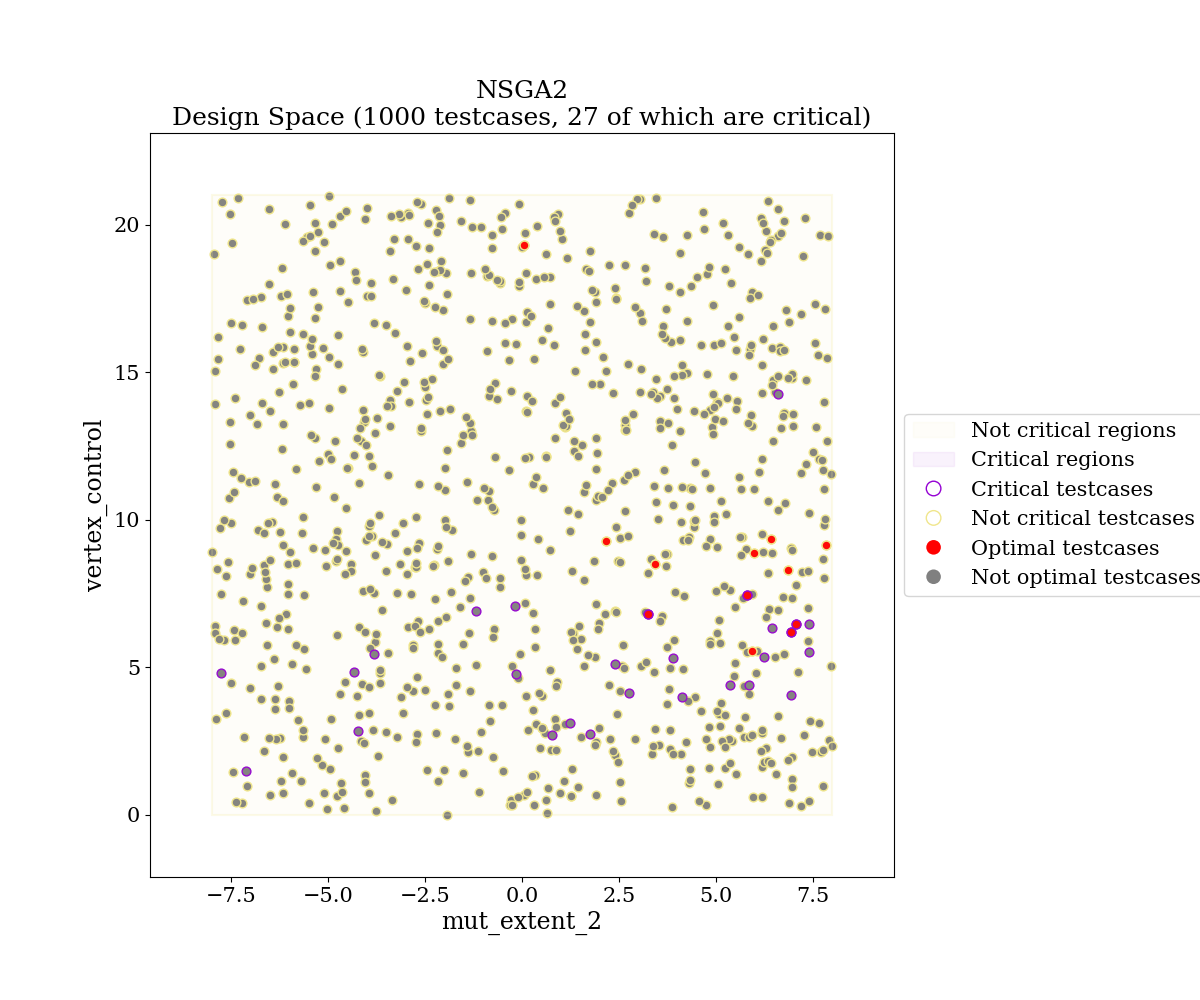 NSGA2
Design Space (1000 testcases, 27 of which are critical)
20
15
10
5
0
vertex_control
−7.5 −5.0 −2.5 0.0 2.5 5.0 7.5
mut_extent_2
Not critical regions
Critical regions
Critical testcases
Not critical testcases
Optimal testcases
Not optimal testcases